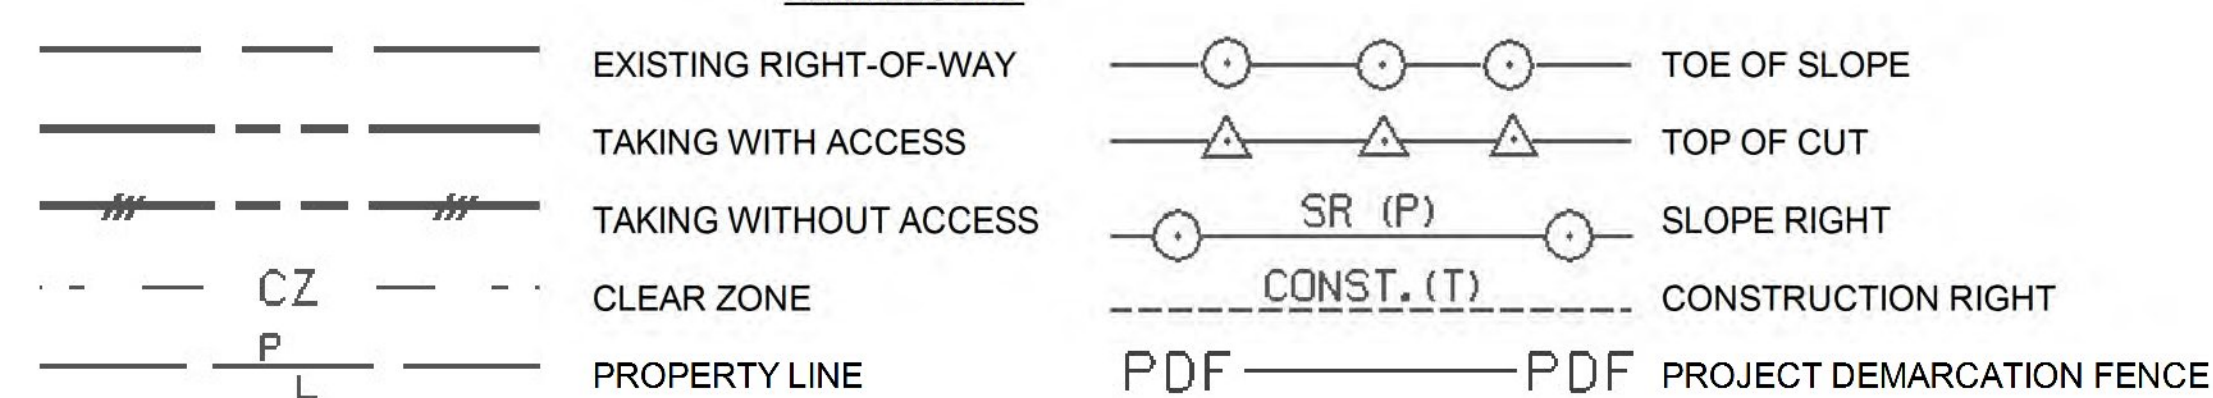 EXISTING RIGHT-OF-WAY
TAKING WITH ACCESS
TAKING WITHOUT ACCESS
CZ
CLEAR ZONE
P
L
PROPERTY LINE
TOE OF SLOPE
TOP OF CUT
SR (P)
SLOPE RIGHT
CONST. (T)
CONSTRUCTION RIGHT
PDF PDF PROJECT DEMARCATION FENCE